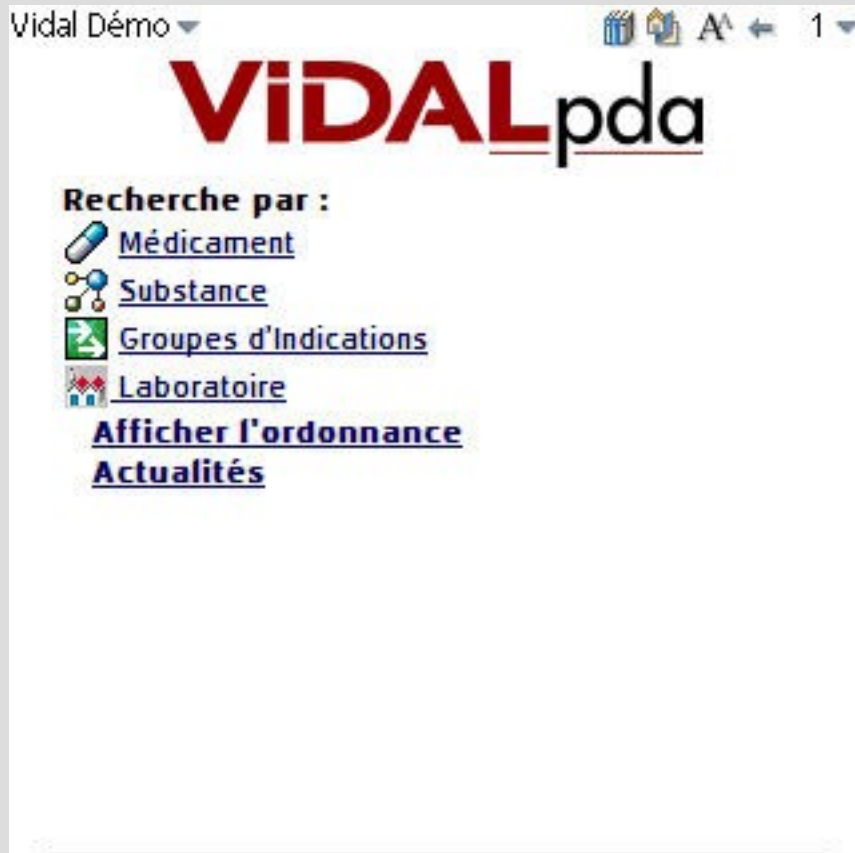 Vidal Démo 1
ViDALpda
Recherche par :
Médicament
Substance
Groupes d'Indications
Laboratoire
Afficher l'ordonnance
Actualités